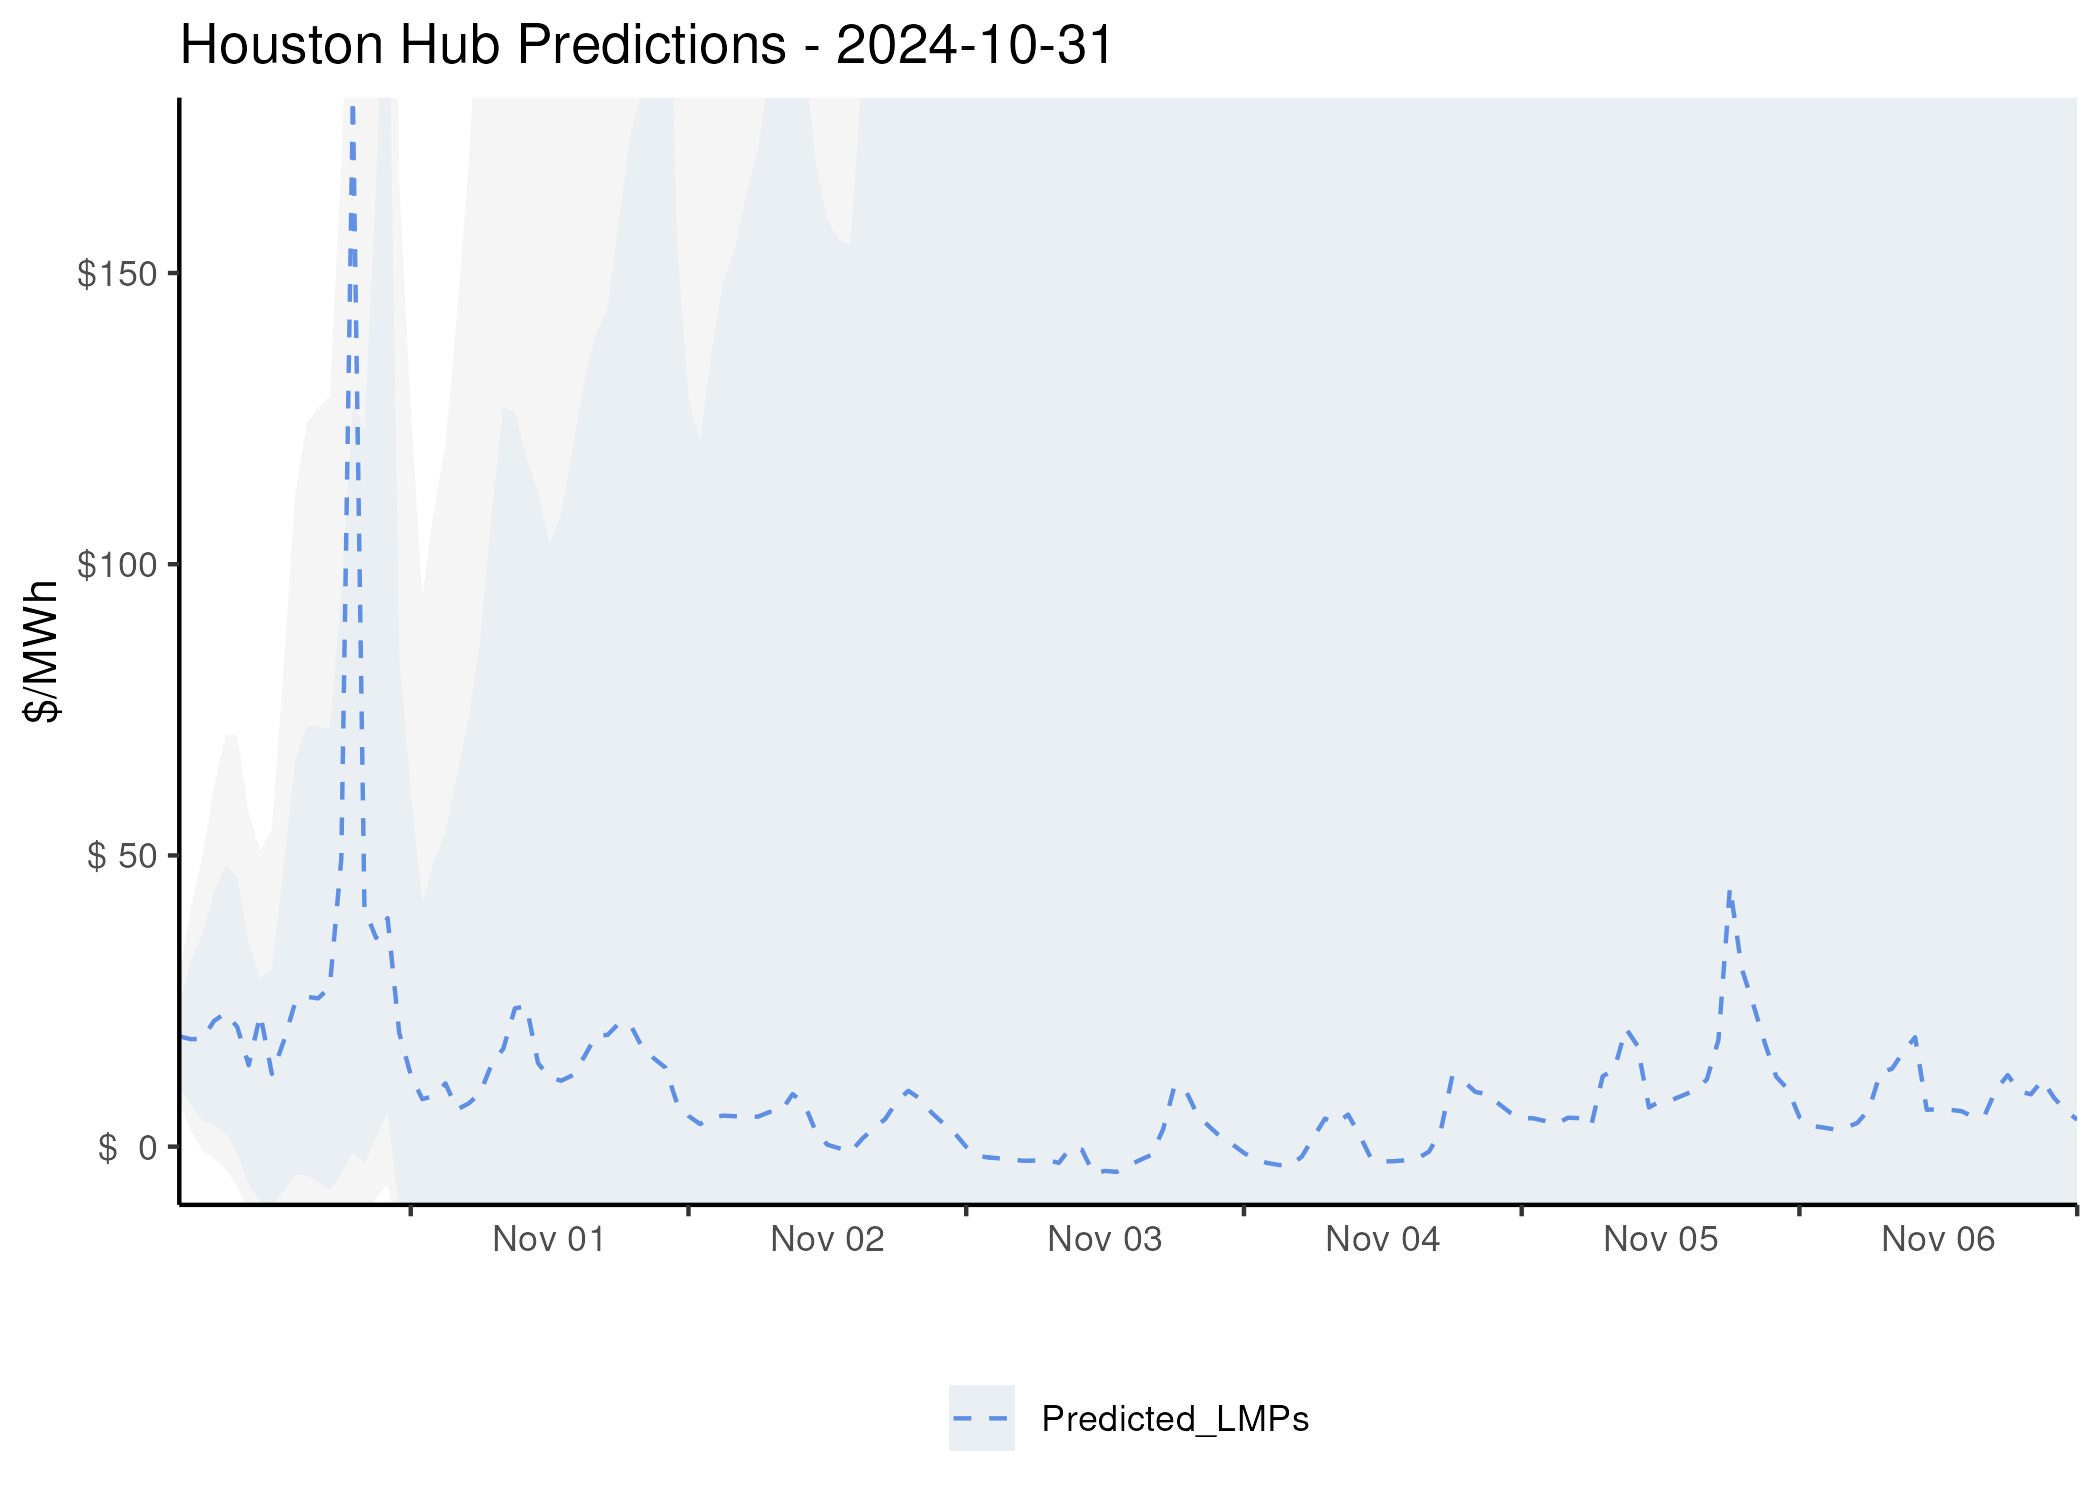 Houston Hub Predictions - 2024-10-31
$/MWh
$150
$100
$ 50
$  0
Nov 01
Nov 02
Nov 03
Nov 04
Nov 05
Nov 06
Predicted_LMPs